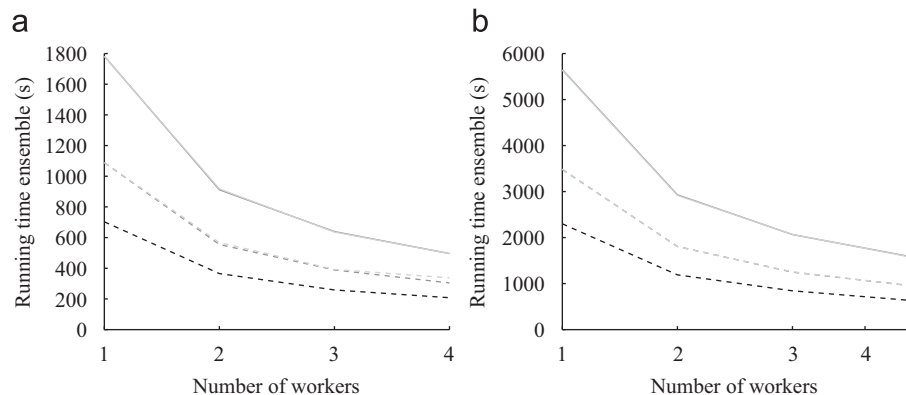 a
1800
1600
1400
1200
1000
800
600
400
200
0
1 2 3 4
Running time ensemble (s)
Number of workers
b
6000
5000
4000
3000
2000
1000
0
1 2 3 4
Running time ensemble (s)
Number of workers